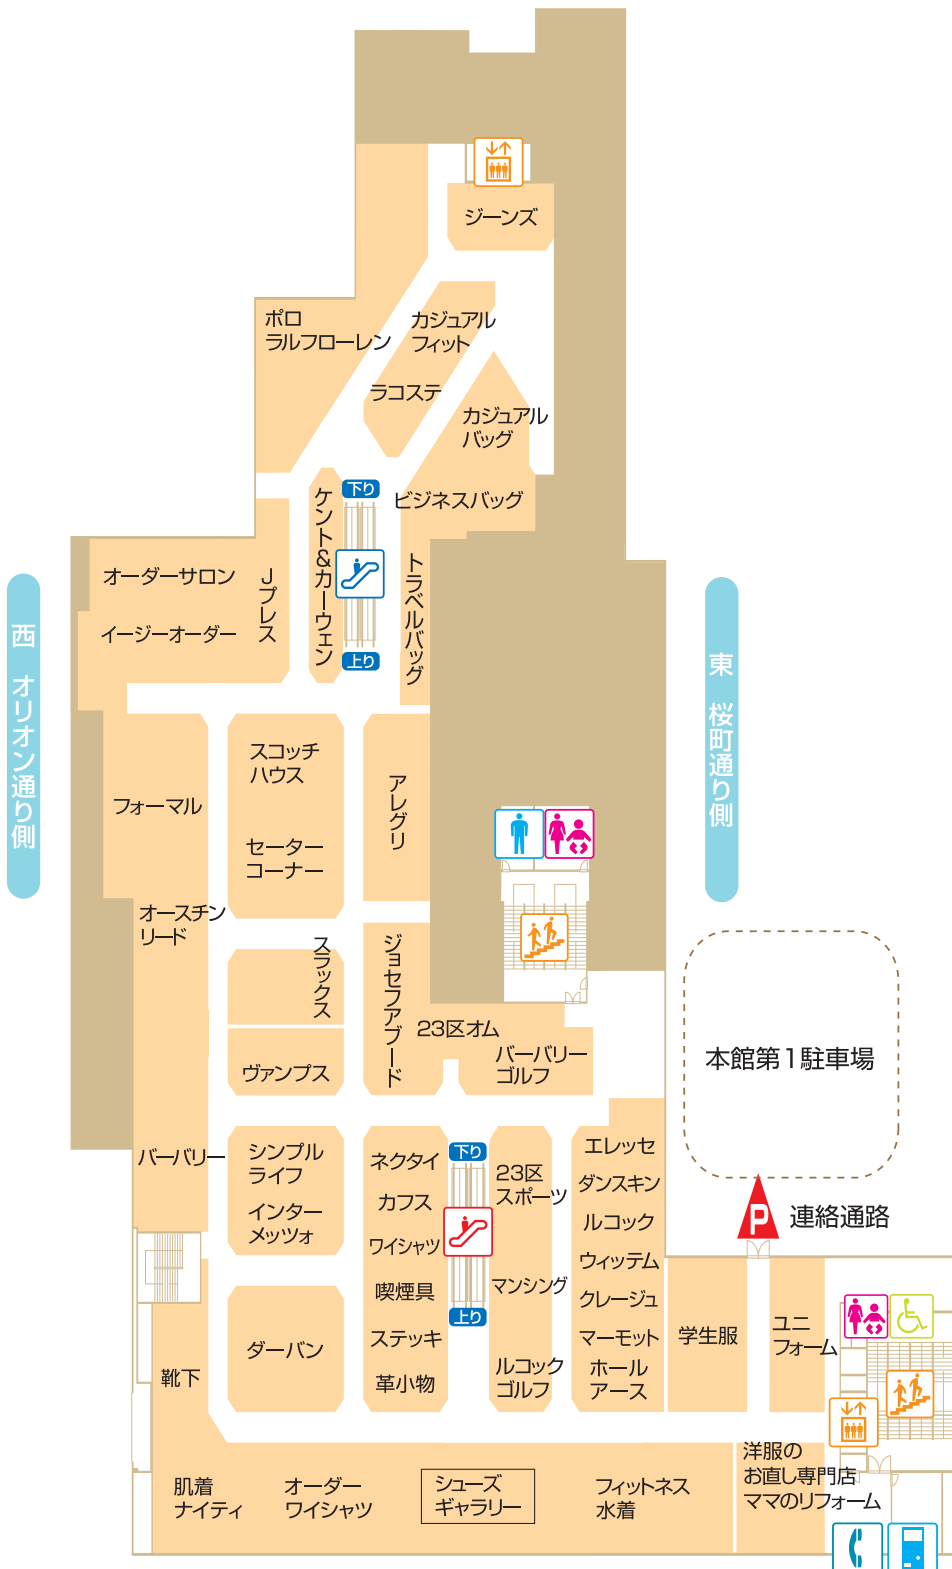 ジーンズ
ポロ
ラルフローレン
カジュアル
フィット
ラコステ
カジュアル
バッグ
下り
ケント&カーウェン
ビジネスバッグ
オーダーサロン
Jプレス
トラベルバッグ
イージーオーダー
上り
西 オリオン通り側
東 桜町通り側
スコッチ
ハウス
アレグリ
フォーマル
セーター
コーナー
オースチン
リード
スラックス
ジョセフアブード
23区オム
バーバリー
ゴルフ
ヴァンプス
本館第1駐車場
バーバリー
シンプル
ライフ
ネクタイ
下り
23区
スポーツ
エレッセ
ダンスキン
インター
メッツォ
カフス
ルコック
P
連絡通路
ワイシャツ
ウィッテム
喫煙具
マンシング
クレージュ
上り
ダーバン
ステッキ
マーモット
学生服
ユニ
フォーム
靴下
革小物
ルコック
ゴルフ
ホール
アース
肌着
ナイティ
オーダー
ワイシャツ
シューズ
ギャラリー
フィットネス
水着
洋服の
お直し専門店
ママのリフォーム